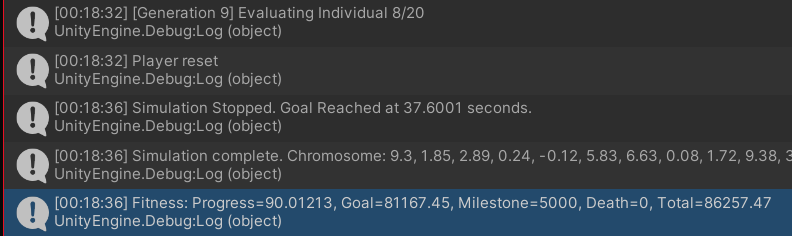 [00:18:32] [Generation 9] Evaluating Individual 8/20
UnityEngine.Debug:Log (object)
[00:18:32] Player reset
UnityEngine.Debug:Log (object)
[00:18:36] Simulation Stopped. Goal Reached at 37.6001 seconds.
UnityEngine.Debug:Log (object)
[00:18:36] Simulation complete. Chromosome: 9.3, 1.85, 2.89, 0.24, -0.12, 5.83, 6.63, 0.08, 1.72, 9.38, 3
UnityEngine.Debug:Log (object)
[00:18:36] Fitness: Progress=90.01213, Goal=81167.45, Milestone=5000, Death=0, Total=86257.47
UnityEngine.Debug:Log (object)